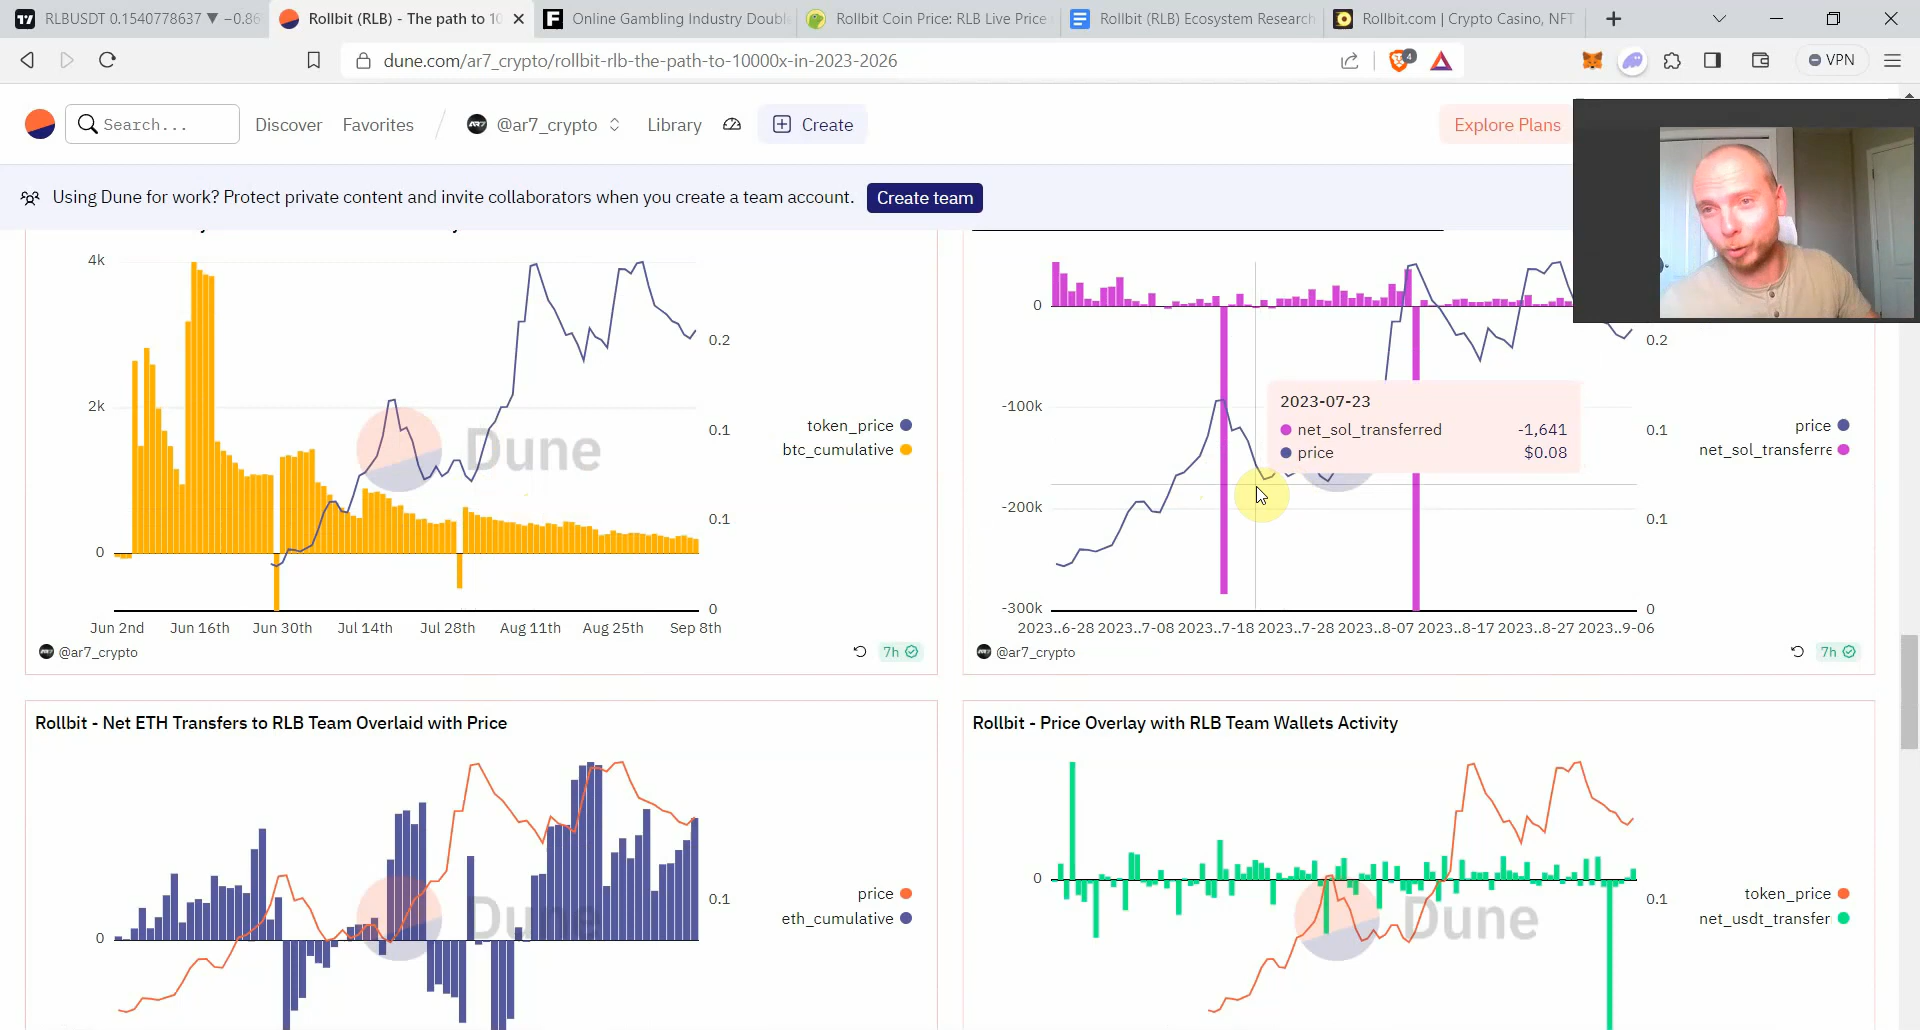 RLBUSDT 0.1540778637 ▼ −0.86
Rollbit (RLB) - The path to 10
Online Gambling Industry Doubl
Rollbit Coin Price: RLB Live Price
Rollbit (RLB) Ecosystem Research
Rollbit.com | Crypto Casino, NFT
dune.com/ar7_crypto/rollbit-rlb-the-path-to-10000x-in-2023-2026
4
VPN
Search...
Discover
Favorites
@ar7_crypto
Library
Create
Explore Plans
Using Dune for work? Protect private content and invite collaborators when you create a team account.
Create team
4k
2k
0
0.2
0.1
0.1
0
token_price
btc_cumulative
Dune
Jun 2nd Jun 16th Jun 30th Jul 14th Jul 28th Aug 11th Aug 25th Sep 8th
@ar7_crypto
7h
0
-100k
-200k
-300k
0.2
0.1
0.1
0
2023-07-23
net_sol_transferred -1,641
price $0.08
price
net_sol_transferre
2023..6-28 2023..7-08 2023..7-18 2023..7-28 2023..8-07 2023..8-17 2023..8-27 2023..9-06
@ar7_crypto
7h
Rollbit - Net ETH Transfers to RLB Team Overlaid with Price
0
0.1
price
eth_cumulative
Dune
Rollbit - Price Overlay with RLB Team Wallets Activity
0
0.1
token_price
net_usdt_transfer
Dune